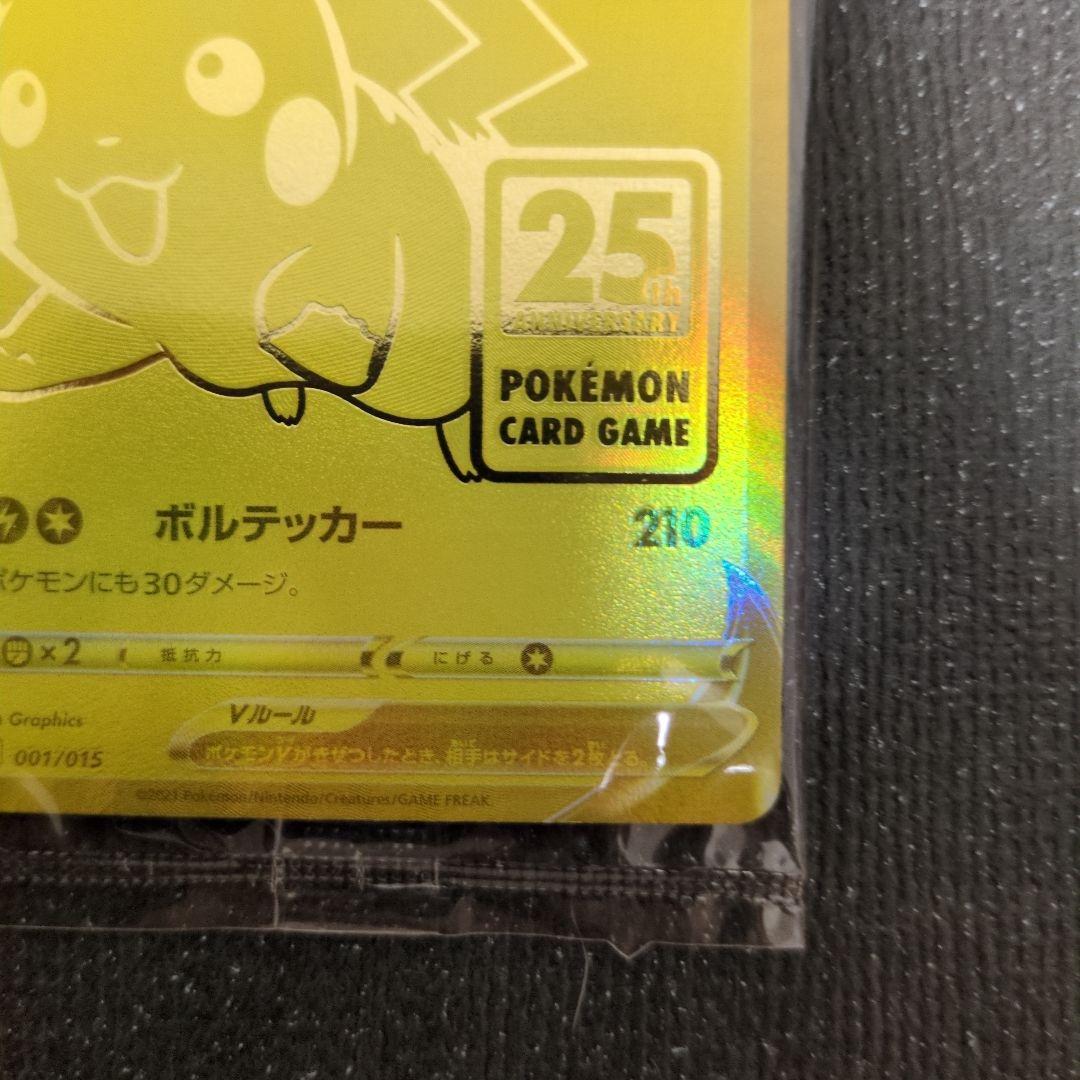 25th
ANNIVERSARY
POKÉMON
CARD GAME
ボルテッカー 210
ポケモンにも30ダメージ。
×2 抵抗力 にげる
Graphics
Vルール
001/015
ポケモンVがきぜつしたとき、相手はサイドを2枚とる。
©2021 Pokémon/Nintendo/Creatures/GAME FREAK